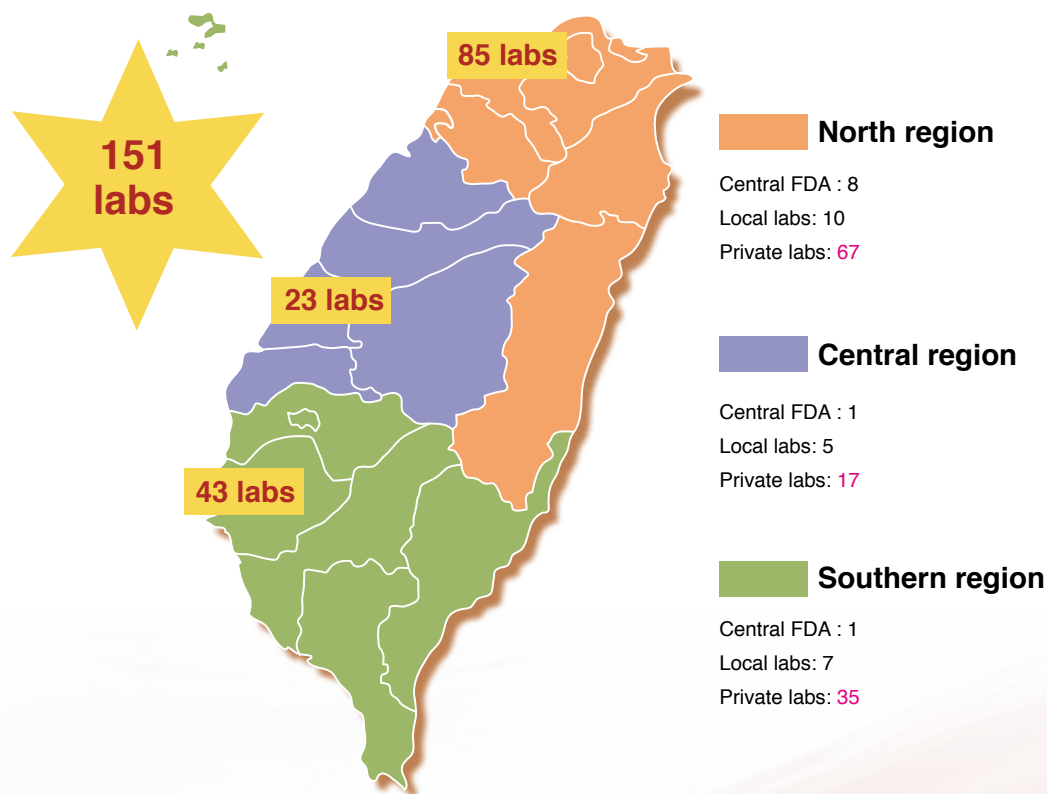 85 labs
151
labs
23 labs
43 labs
North region
Central FDA : 8
Local labs: 10
Private labs: 67
Central region
Central FDA : 1
Local labs: 5
Private labs: 17
Southern region
Central FDA : 1
Local labs: 7
Private labs: 35